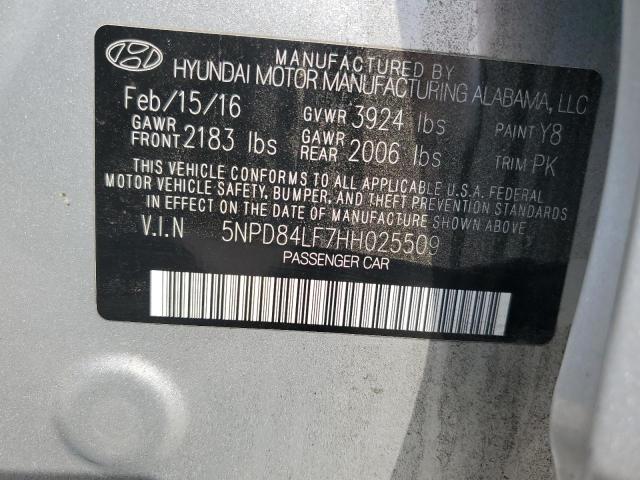 MANUFACTURED BY
HYUNDAI MOTOR MANUFACTURING ALABAMA, LLC
Feb/15/16 GVWR 3924 lbs PAINT Y8
GAWR FRONT 2183 lbs GAWR REAR 2006 lbs TRIM PK
THIS VEHICLE CONFORMS TO ALL APPLICABLE U.S.A. FEDERAL
MOTOR VEHICLE SAFETY, BUMPER, AND THEFT PREVENTION STANDARDS
IN EFFECT ON THE DATE OF MANUFACTURE SHOWN ABOVE.
V.I.N 5NPD84LF7HH025509
PASSENGER CAR